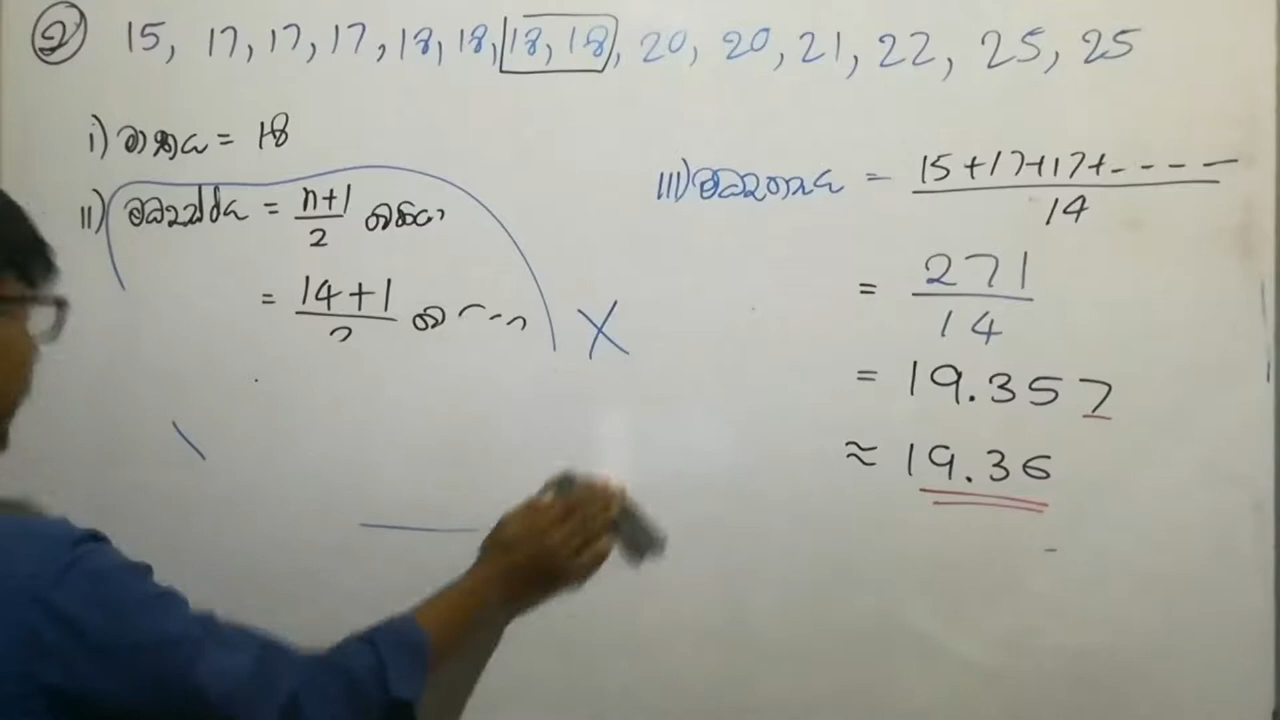 2 15, 17, 17, 17, 18, 18, 18, 18, 20, 20, 21, 22, 25, 25
i) මාතය = 18
ii) මධ්‍යස්ථය = n+1/2
= 14+1/2
iii) මධ්‍යන්‍යය = 15+17+17+-----/14
= 271/14
= 19.357
≈ 19.36
X